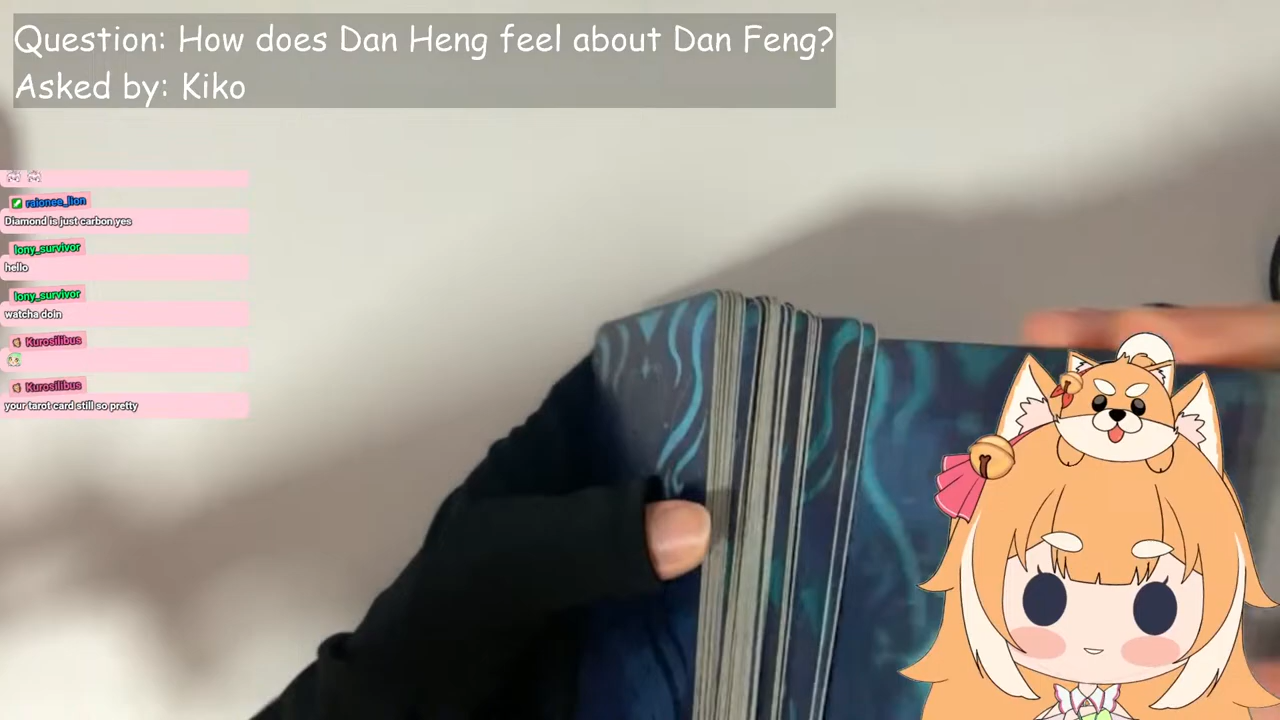 Question: How does Dan Heng feel about Dan Feng?
Asked by: Kiko
raionee_lion
Diamond is just carbon yes
lony_survivor
hello
lony_survivor
watcha doin
Kurosilibus
Kurosilibus
your tarot card still so pretty